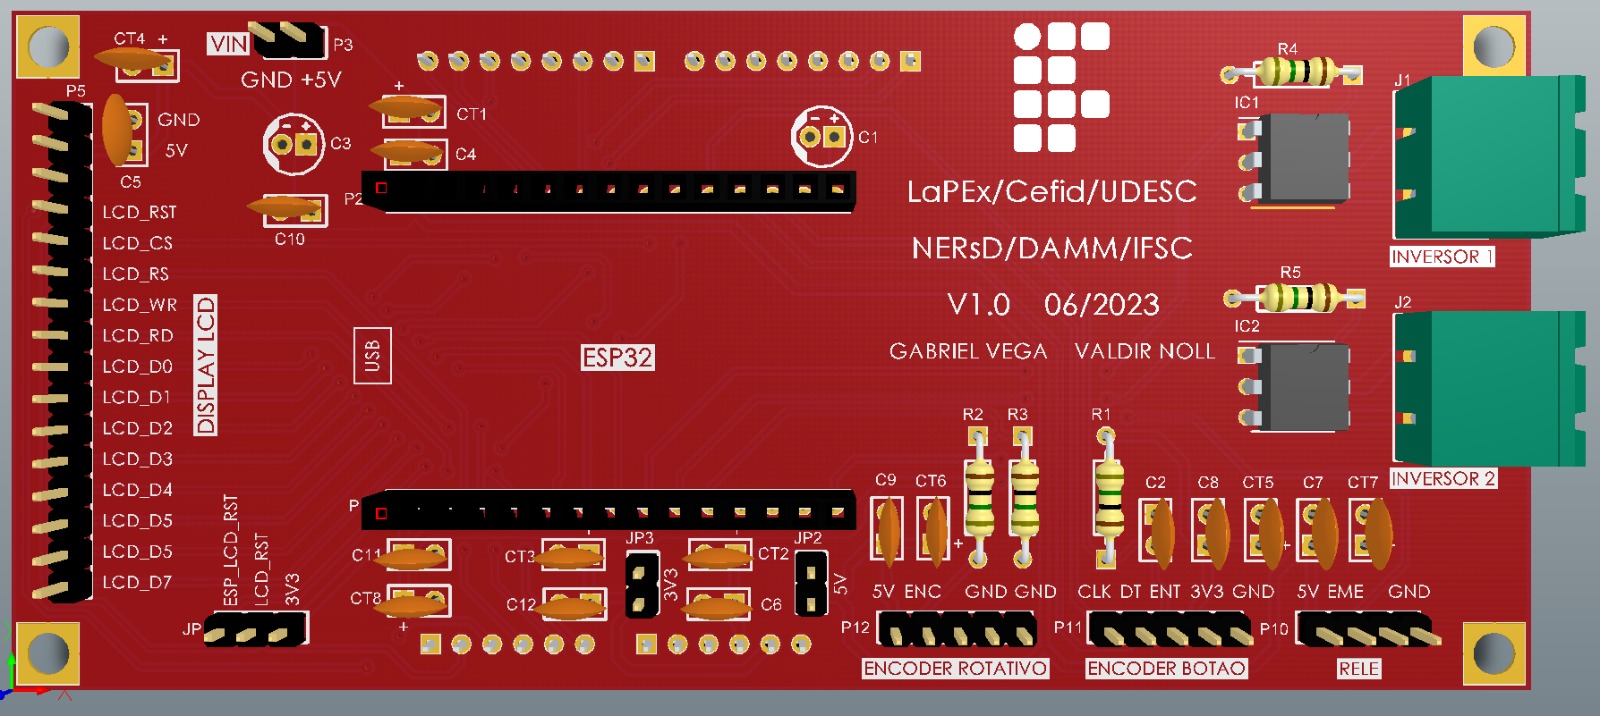 CT4 +
VIN
P3
GND +5V
P5
GND
5V
C5
C3
C10
+
CT1
C4
P2
- +
C1
- +
LCD_RST
LCD_CS
LCD_RS
LCD_WR
LCD_RD
LCD_D0
LCD_D1
LCD_D2
LCD_D3
LCD_D4
LCD_D5
LCD_D5
LCD_D7
DISPLAY LCD
USB
ESP32
LaPEx/Cefid/UDESC
NERsD/DAMM/IFSC
V1.0 06/2023
GABRIEL VEGA VALDIR NOLL
R4
IC1
J1
INVERSOR 1
R5
IC2
J2
INVERSOR 2
R2 R3 R1
C9 CT6
+
C2 C8 CT5 C7 CT7
+
P
C11
CT8
+
CT3
C12
JP3
3V3
CT2
C6
JP2
5V
ESP_LCD_RST
LCD_RST
3V3
JP
5V ENC GND GND
P12
ENCODER ROTATIVO
CLK DT ENT 3V3 GND
P11
ENCODER BOTAO
5V EME GND
P10
RELE